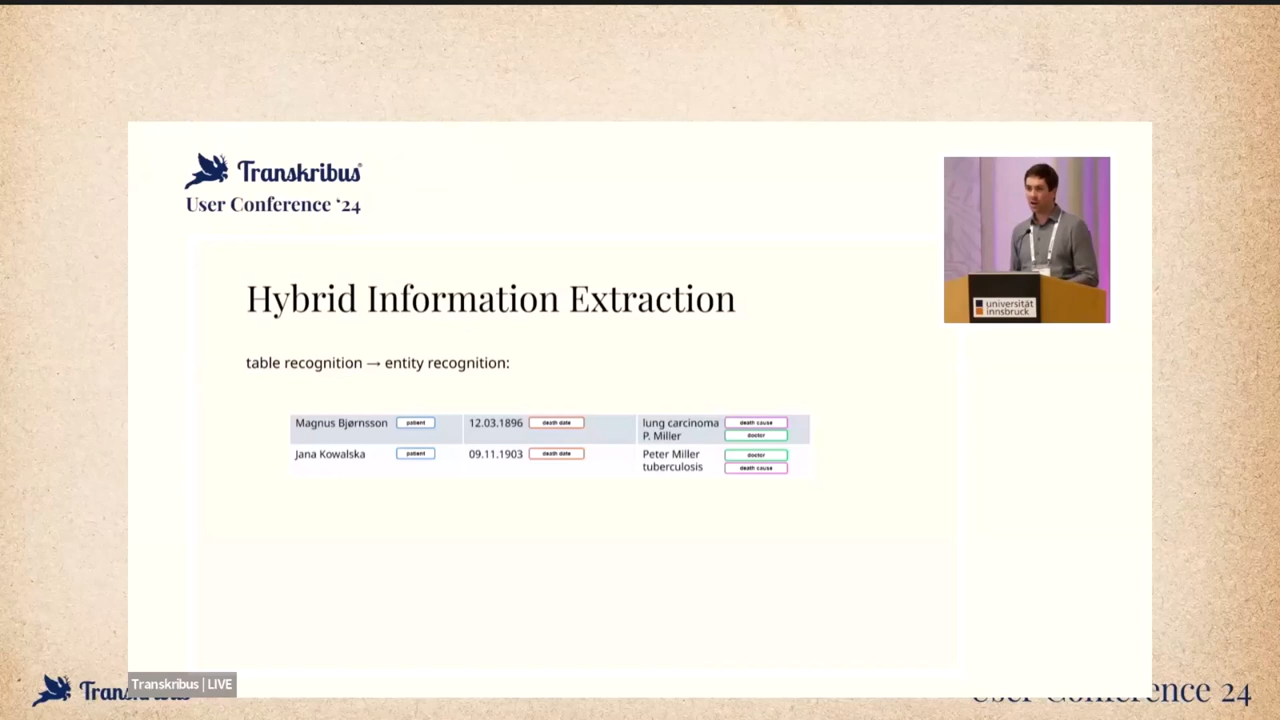 Transkribus
User Conference ‘24
universität
innsbruck
Hybrid Information Extraction
table recognition → entity recognition:
Magnus Bjørnsson patient 12.03.1896 death date lung carcinoma death cause
P. Miller doctor
Jana Kowalska patient 09.11.1903 death date Peter Miller doctor
tuberculosis death cause
Transkribus | LIVE
User Conference 24